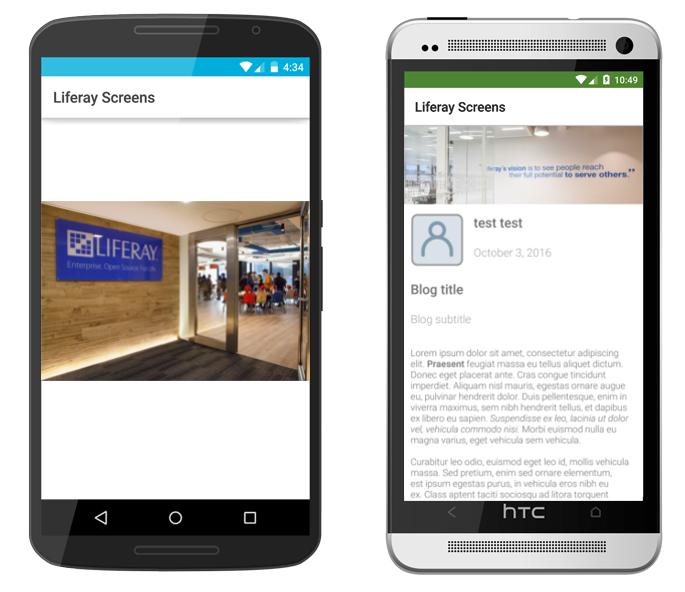 4:34
Liferay Screens
LIFERAY.
Enterprise. Open Source. For Life.
10:49
Liferay Screens
liferay's vision is to see people reach
their full potential to serve others.”
test test
October 3, 2016
Blog title
Blog subtitle
Lorem ipsum dolor sit amet, consectetur adipiscing
elit. Praesent feugiat massa eu tellus aliquet dictum.
Donec eget placerat ante. Cras congue tincidunt
imperdiet. Aliquam nisl mauris, egestas ornare augue
eu, pulvinar hendrerit dolor. Duis pellentesque, enim in
viverra maximus, sem nibh hendrerit tellus, et dapibus
ex libero eu sapien. Suspendisse ex leo, lacinia ut dolor
vel, vehicula commodo nisi. Morbi euismod nulla eu
magna varius, eget vehicula sem vehicula.
Curabitur leo odio, euismod eget leo id, mollis vehicula
massa. Sed pretium, enim sed ornare elementum,
est ipsum egestas purus, in vehicula eros nibh eu
ex. Class aptent taciti sociosqu ad litora torquent
hTC